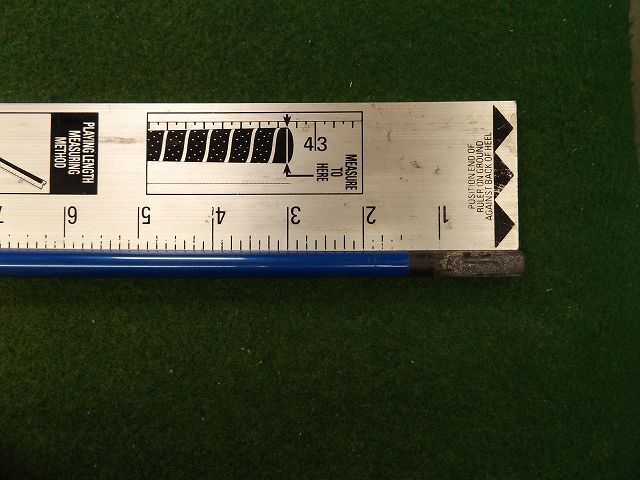 PLAYING LENGTH
MEASURING
METHOD
43
MEASURE
TO
HERE
POSITION END OF
RULER ON GROUND
AGAINST BACK OF HEEL
7 6 5 4 3 2 1